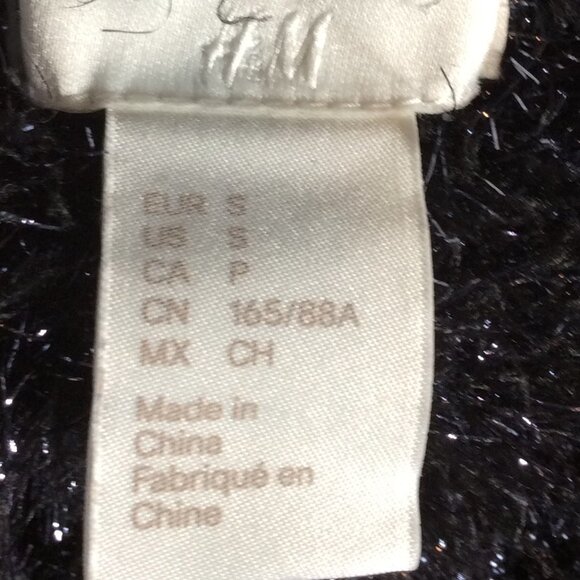 H&M
EUR S
US S
CA P
CN 165/88A
MX CH
Made in
China
Fabriqué en
Chine